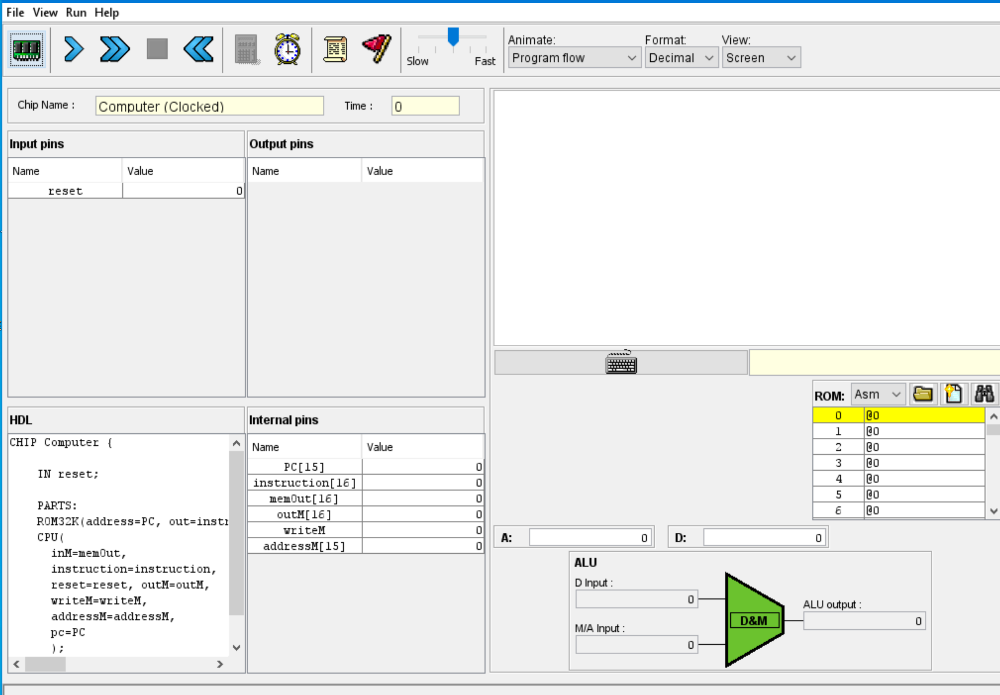 File View Run Help
Animate: Format: View:
Slow Fast Program flow Decimal Screen
Chip Name : Computer (Clocked) Time : 0
Input pins
Name Value
reset 0
Output pins
Name Value
HDL
CHIP Computer {
IN reset;
PARTS:
ROM32K(address=PC, out=instr
CPU(
inM=memOut,
instruction=instruction,
reset=reset, outM=outM,
writeM=writeM,
addressM=addressM,
pc=PC
);
Internal pins
Name Value
PC[15] 0
instruction[16] 0
memOut[16] 0
outM[16] 0
writeM 0
addressM[15] 0
ROM: Asm
0 @0
1 @0
2 @0
3 @0
4 @0
5 @0
6 @0
A: 0 D: 0
ALU
D Input :
0
M/A Input :
0
D&M
ALU output :
0